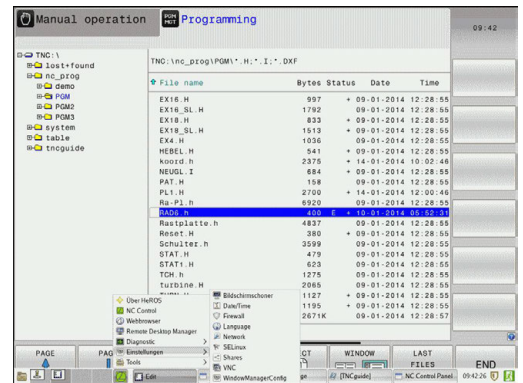 Manual operation
PGM
MGT
Programming
09:42
TNC:\
lost+found
nc_prog
demo
PGM
PGM2
PGM3
system
table
tncguide
TNC:\nc_prog\PGM\*.H;*.I;*.DXF
File name Bytes Status Date Time
EX16.H 997 + 09-01-2014 12:28:55
EX16_SL.H 1792 09-01-2014 12:28:55
EX18.H 833 + 09-01-2014 12:28:55
EX18_SL.H 1513 + 09-01-2014 12:28:55
EX4.H 1036 09-01-2014 12:28:55
HEBEL.H 541 + 09-01-2014 12:28:55
koord.h 2375 + 14-01-2014 10:02:46
NEUGL.I 684 + 09-01-2014 12:28:55
PAT.H 158 09-01-2014 12:28:55
PL1.H 2700 + 14-01-2014 12:00:46
Ra-Pl.h 6920 09-01-2014 12:28:55
RAD6.h 400 E + 10-01-2014 05:52:31
Rastplatte.h 4837 09-01-2014 12:28:55
Reset.H 380 + 09-01-2014 12:28:55
Schulter.h 3599 09-01-2014 12:28:55
STAT.H 479 09-01-2014 12:28:55
STAT1.H 623 09-01-2014 12:28:55
TCH.h 1275 09-01-2014 12:28:55
turbine.H 2065 09-01-2014 12:28:55
1127 + 09-01-2014 12:28:55
1195 + 09-01-2014 12:28:55
2671K 09-01-2014 12:28:57
Über HeROS
NC Control
Webbrowser
Remote Desktop Manager
Diagnostic
Einstellungen
Tools
Bildschirmschoner
Date/Time
Firewall
Language
Network
SELinux
Shares
VNC
WindowManagerConfig
PAGE
PAG
CT
WINDOW
LAST
FILES
END
Edit
ge
[TNCguide]
NC Control Panel
09:42:26